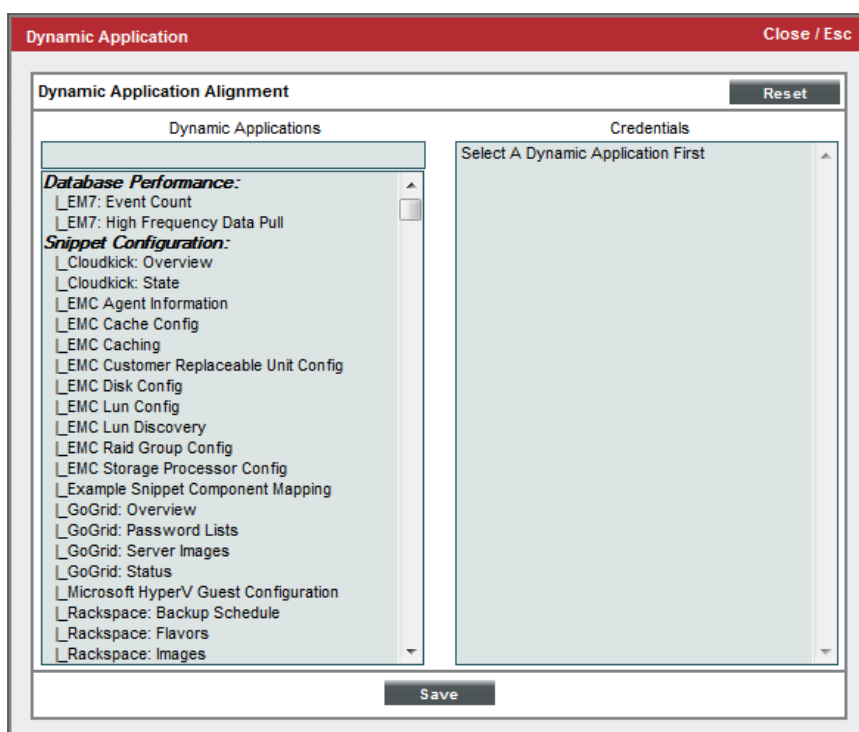 Dynamic Application
Close / Esc
Dynamic Application Alignment
Reset
Dynamic Applications
Credentials
Select A Dynamic Application First
Database Performance:
|_EM7: Event Count
|_EM7: High Frequency Data Pull
Snippet Configuration:
|_Cloudkick: Overview
|_Cloudkick: State
|_EMC Agent Information
|_EMC Cache Config
|_EMC Caching
|_EMC Customer Replaceable Unit Config
|_EMC Disk Config
|_EMC Lun Config
|_EMC Lun Discovery
|_EMC Raid Group Config
|_EMC Storage Processor Config
|_Example Snippet Component Mapping
|_GoGrid: Overview
|_GoGrid: Password Lists
|_GoGrid: Server Images
|_GoGrid: Status
|_Microsoft HyperV Guest Configuration
|_Rackspace: Backup Schedule
|_Rackspace: Flavors
|_Rackspace: Images
Save